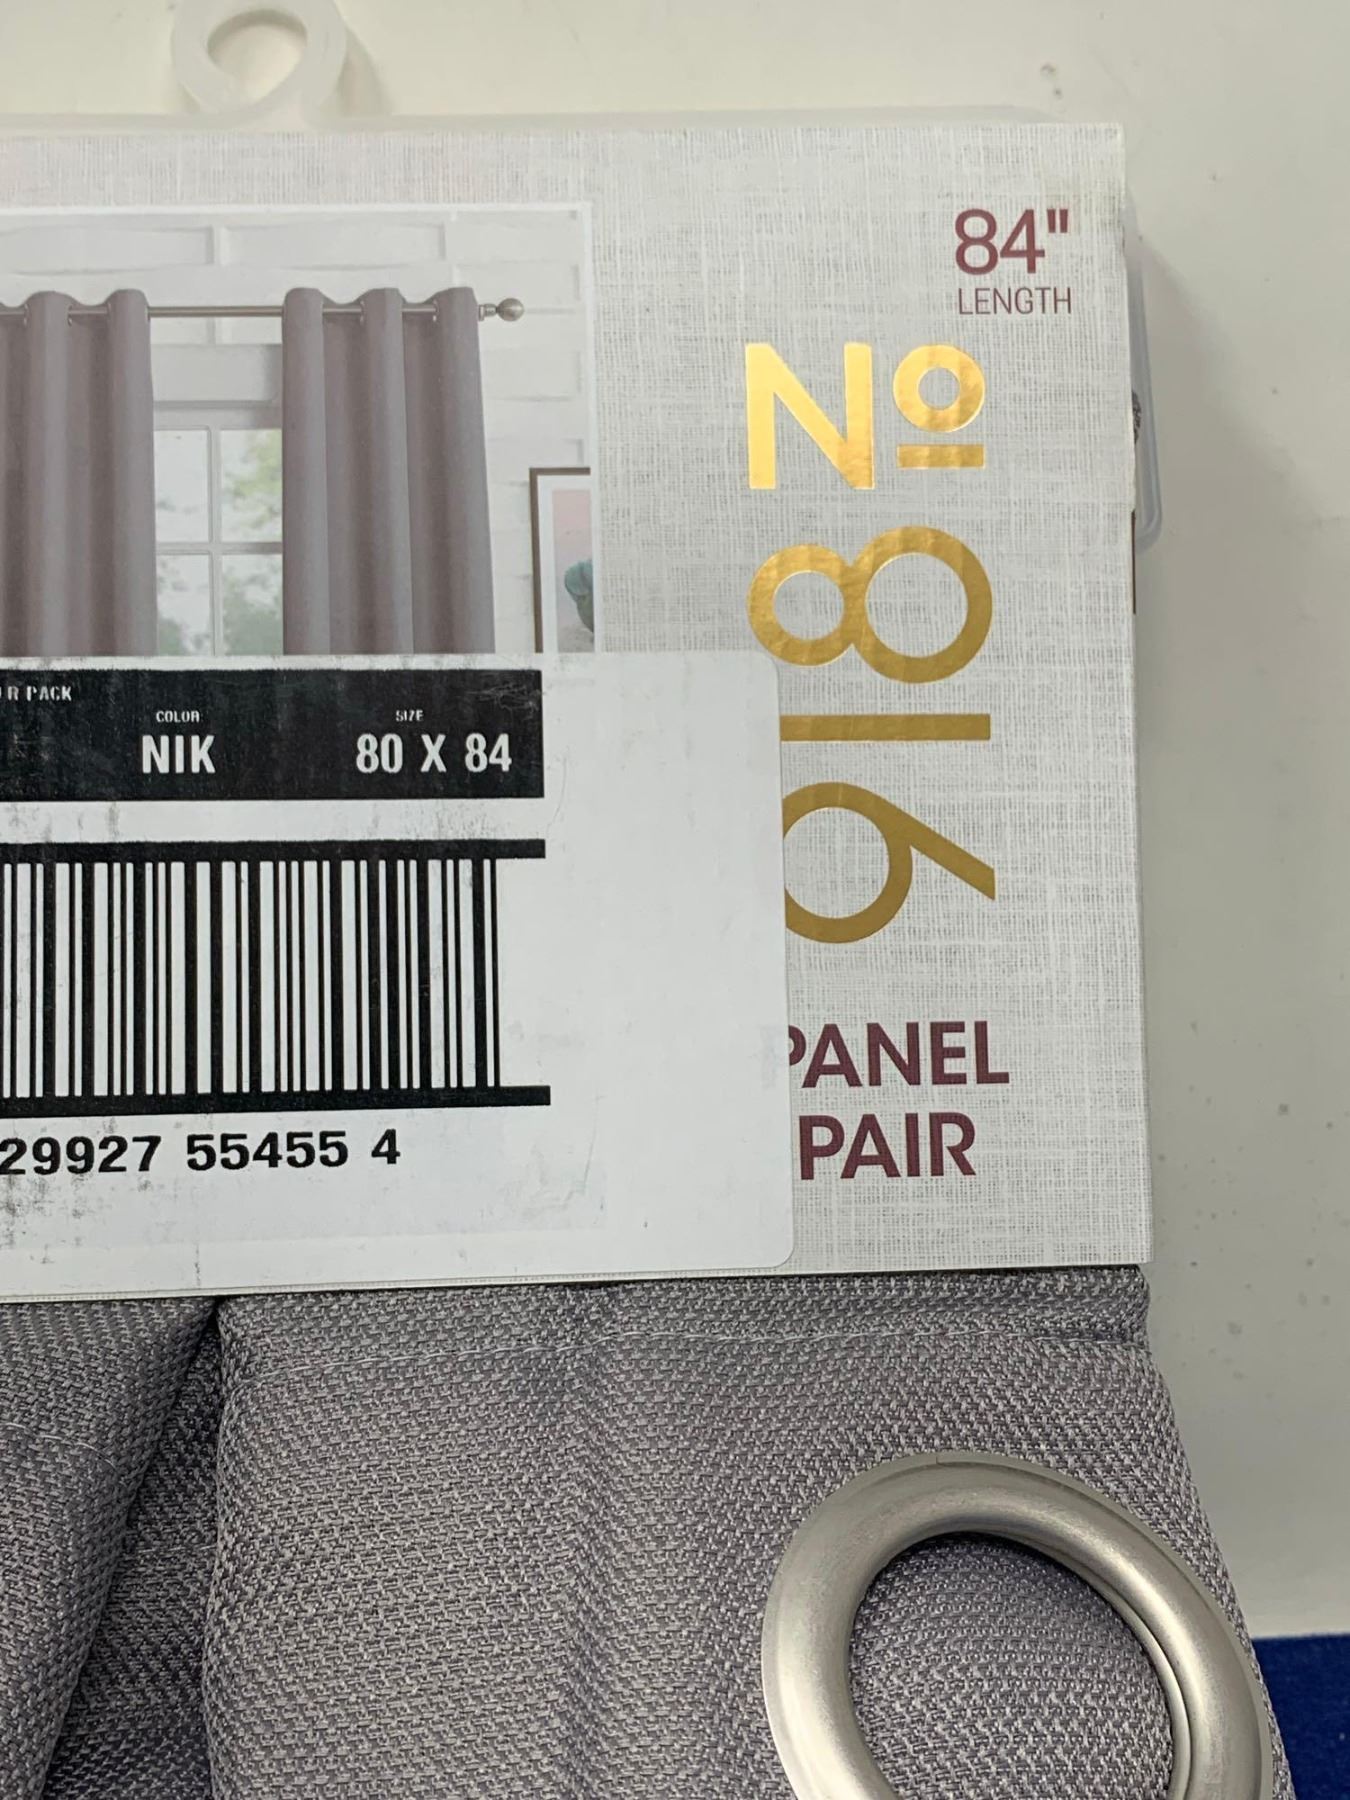 84"
LENGTH
Nº
918
R PACK
COLOR
NIK
SIZE
80 X 84
29927 55455 4
PANEL
PAIR